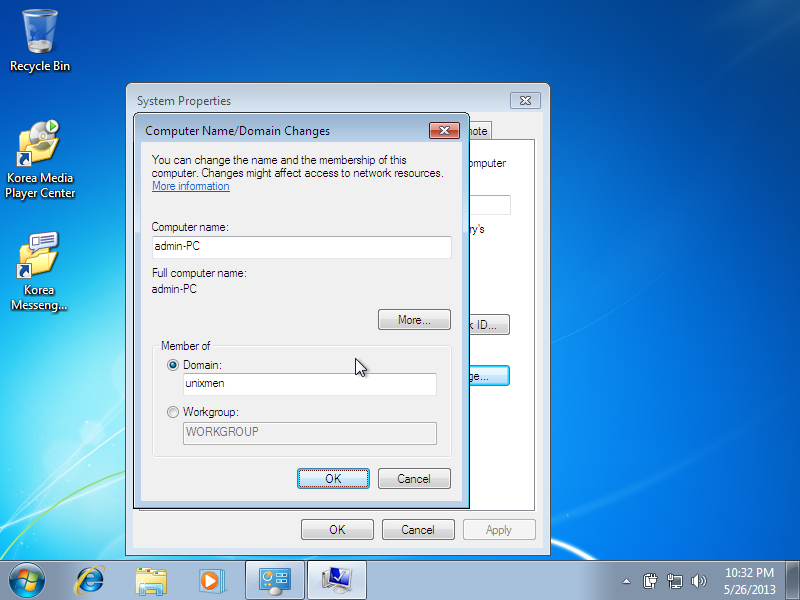 Recycle Bin
Korea Media
Player Center
Korea
Messeng...
System Properties
Computer Name/Domain Changes
You can change the name and the membership of this
computer. Changes might affect access to network resources.
More information
Computer name:
admin-PC
Full computer name:
admin-PC
More...
Member of
Domain:
unixmen
Workgroup:
WORKGROUP
OK
Cancel
note
omputer
ry's
k ID...
ge...
OK
Cancel
Apply
10:32 PM
5/26/2013